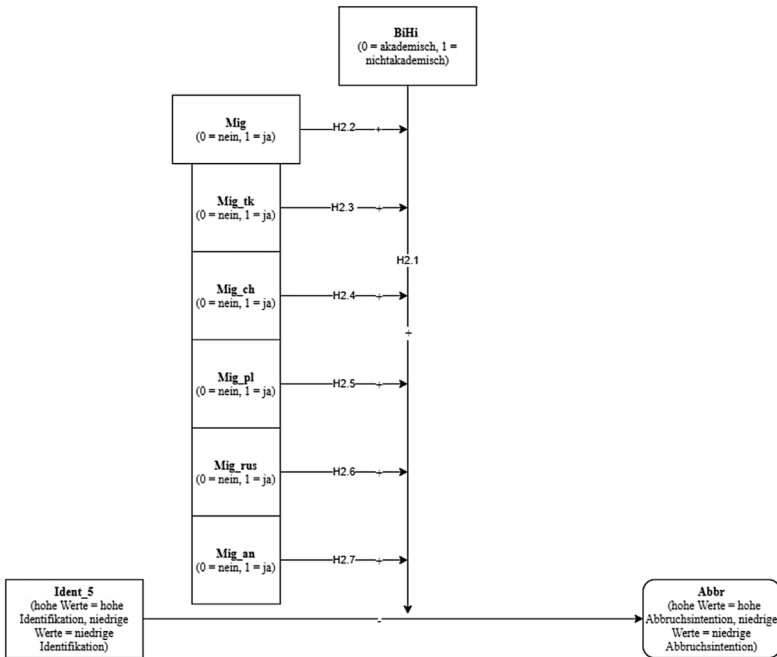 BiHi
(0 = akademisch, 1 =
nichtakademisch)
Mig
(0 = nein, 1 = ja)
H2.2
+
Mig_tk
(0 = nein, 1 = ja)
H2.3
+
H2.1
Mig_ch
(0 = nein, 1 = ja)
H2.4
+
+
Mig_pl
(0 = nein, 1 = ja)
H2.5
+
Mig_rus
(0 = nein, 1 = ja)
H2.6
+
Mig_an
(0 = nein, 1 = ja)
H2.7
+
Ident_5
(hohe Werte = hohe
Identifikation, niedrige
Werte = niedrige
Identifikation)
-
Abbr
(hohe Werte = hohe
Abbruchsintention, niedrige
Werte = niedrige
Abbruchsintention)